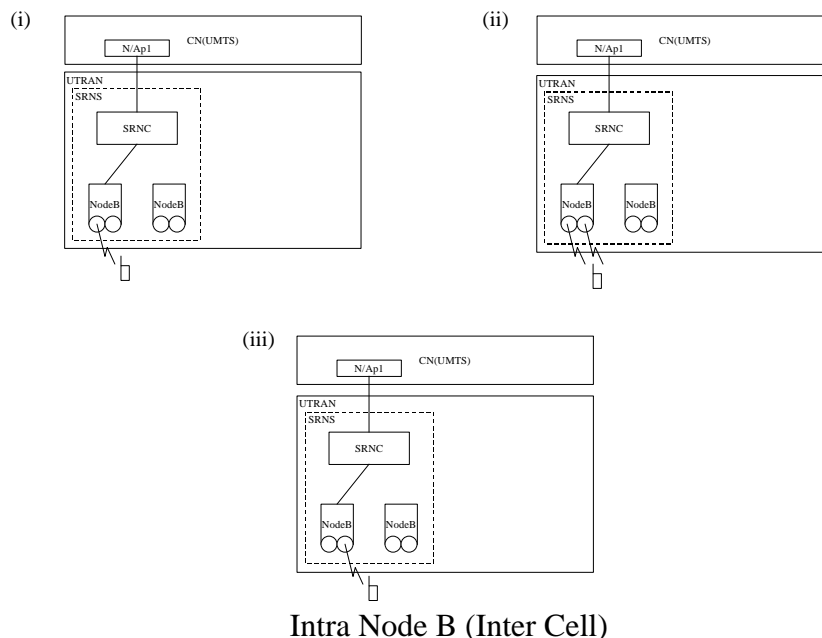 (i)
N/Ap1
CN(UMTS)
UTRAN
SRNS
SRNC
NodeB
NodeB
(ii)
N/Ap1
CN(UMTS)
UTRAN
SRNS
SRNC
NodeB
NodeB
(iii)
N/Ap1
CN(UMTS)
UTRAN
SRNS
SRNC
NodeB
NodeB
Intra Node B (Inter Cell)